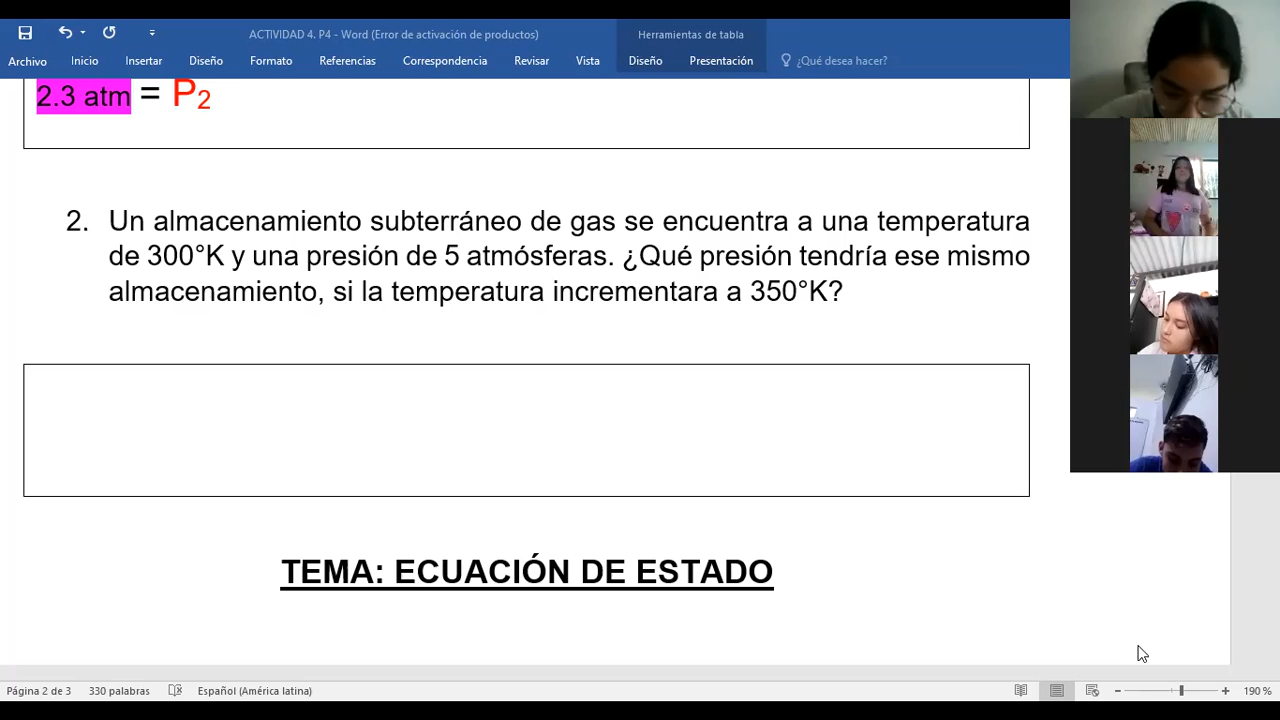 ACTIVIDAD 4. P4 - Word (Error de activación de productos)
Herramientas de tabla
Archivo Inicio Insertar Diseño Formato Referencias Correspondencia Revisar Vista Diseño Presentación ¿Qué desea hacer?
2.3 atm = P2
2. Un almacenamiento subterráneo de gas se encuentra a una temperatura
de 300°K y una presión de 5 atmósferas. ¿Qué presión tendría ese mismo
almacenamiento, si la temperatura incrementara a 350°K?
TEMA: ECUACIÓN DE ESTADO
Página 2 de 3 330 palabras Español (América latina) 190 %